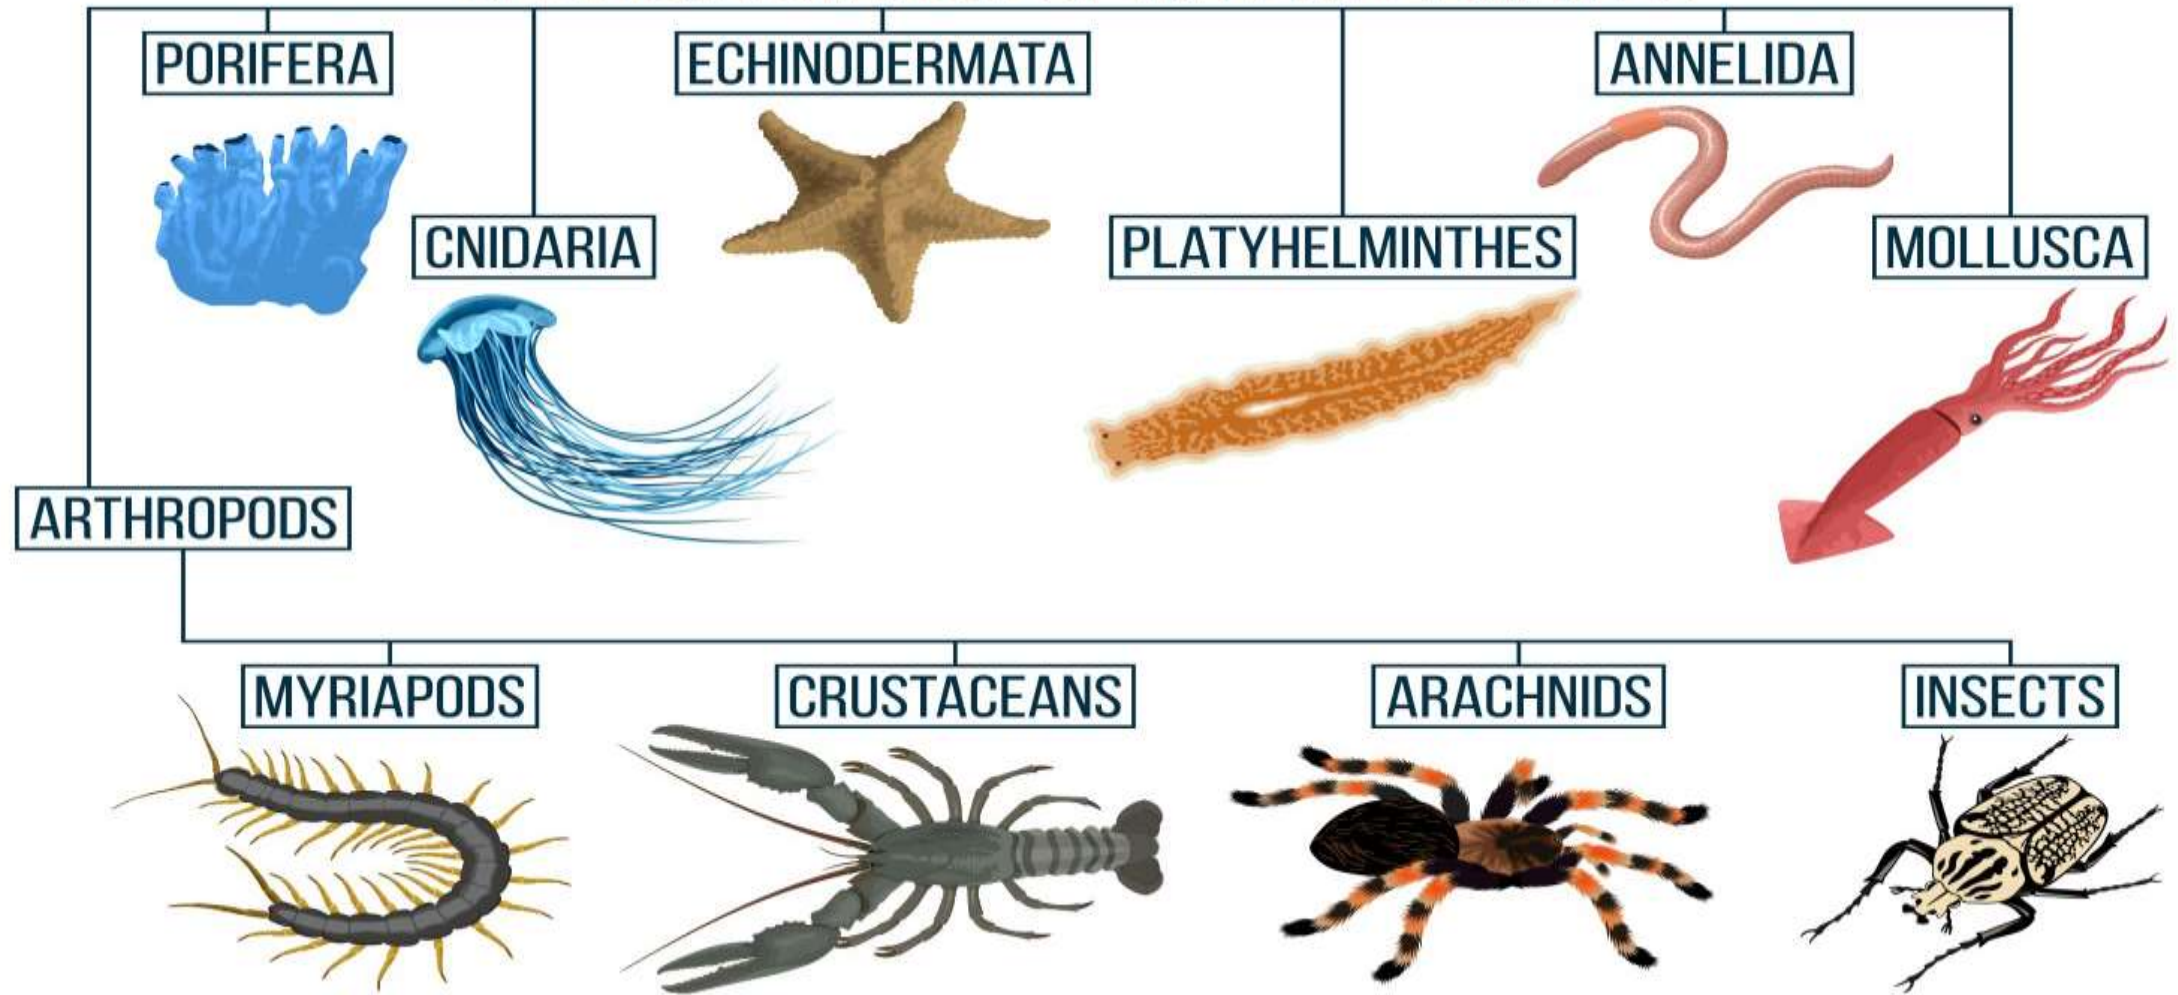 PORIFERA
ECHINODERMATA
ANNELIDA
CNIDARIA
PLATYHELMINTHES
MOLLUSCA
ARTHROPODS
MYRIAPODS
CRUSTACEANS
ARACHNIDS
INSECTS